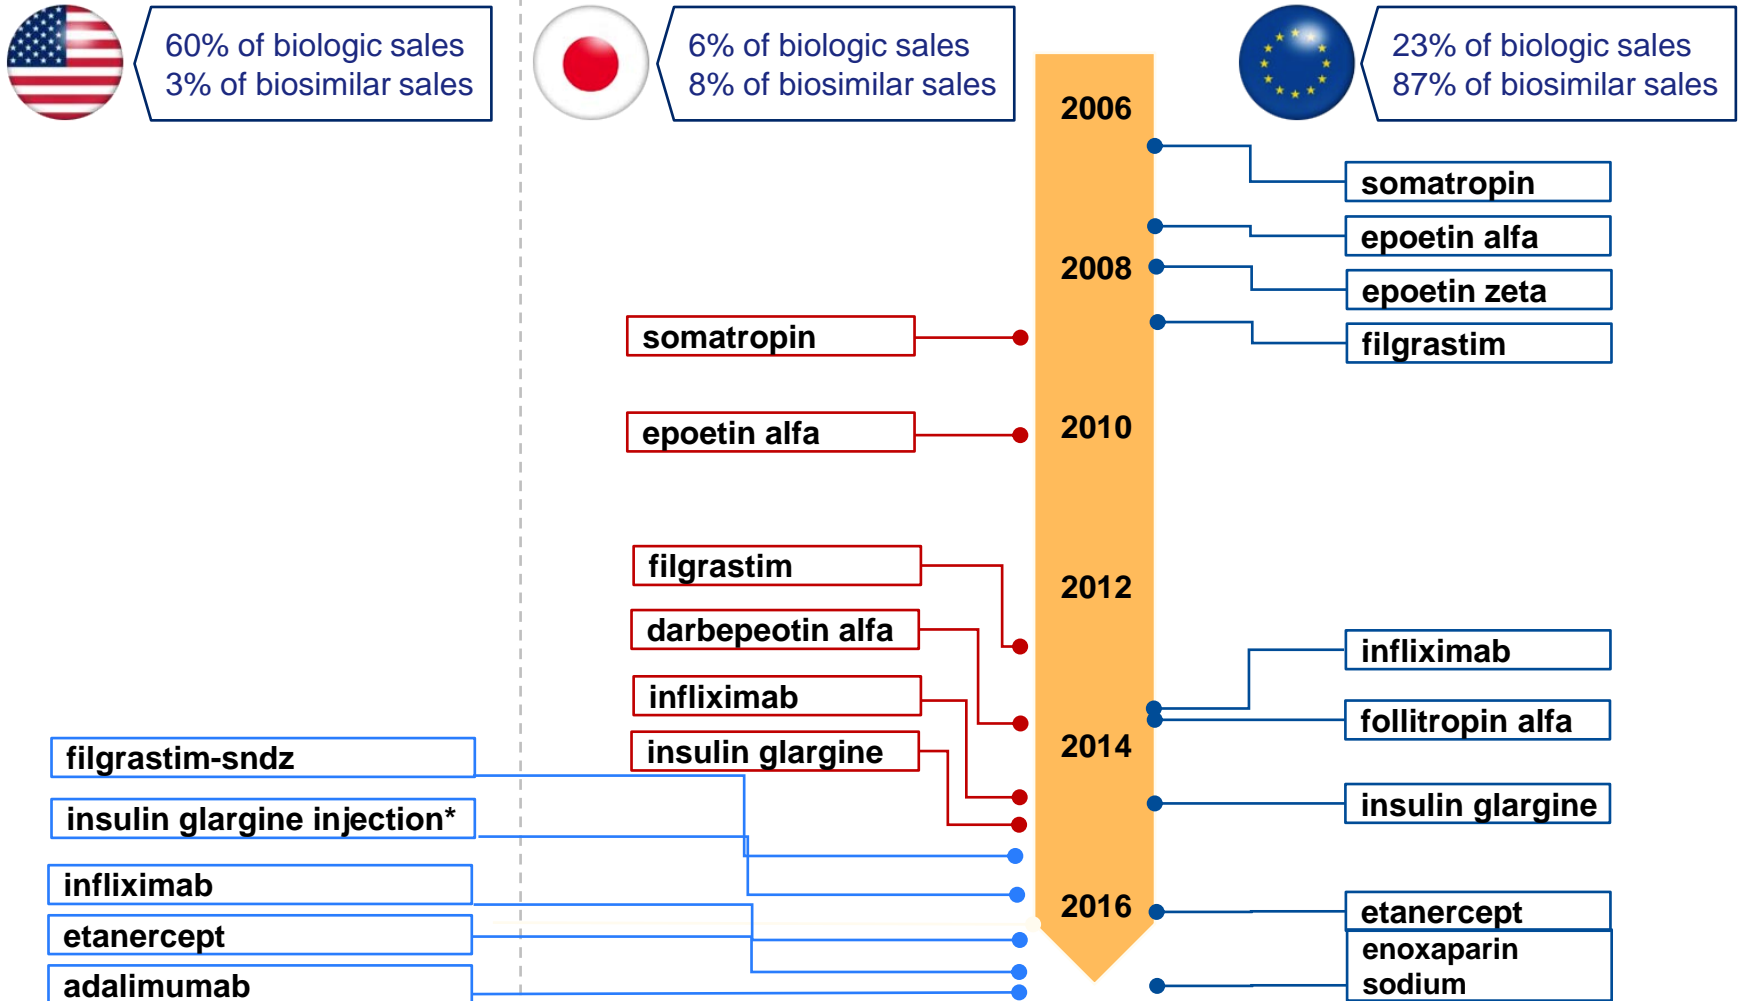 60% of biologic sales
3% of biosimilar sales
6% of biologic sales
8% of biosimilar sales
23% of biologic sales
87% of biosimilar sales
2006
2008
2010
2012
2014
2016
somatropin
epoetin alfa
epoetin zeta
filgrastim
infliximab
follitropin alfa
insulin glargine
etanercept
enoxaparin
sodium
somatropin
epoetin alfa
filgrastim
darbepeotin alfa
infliximab
insulin glargine
filgrastim-sndz
insulin glargine injection*
infliximab
etanercept
adalimumab